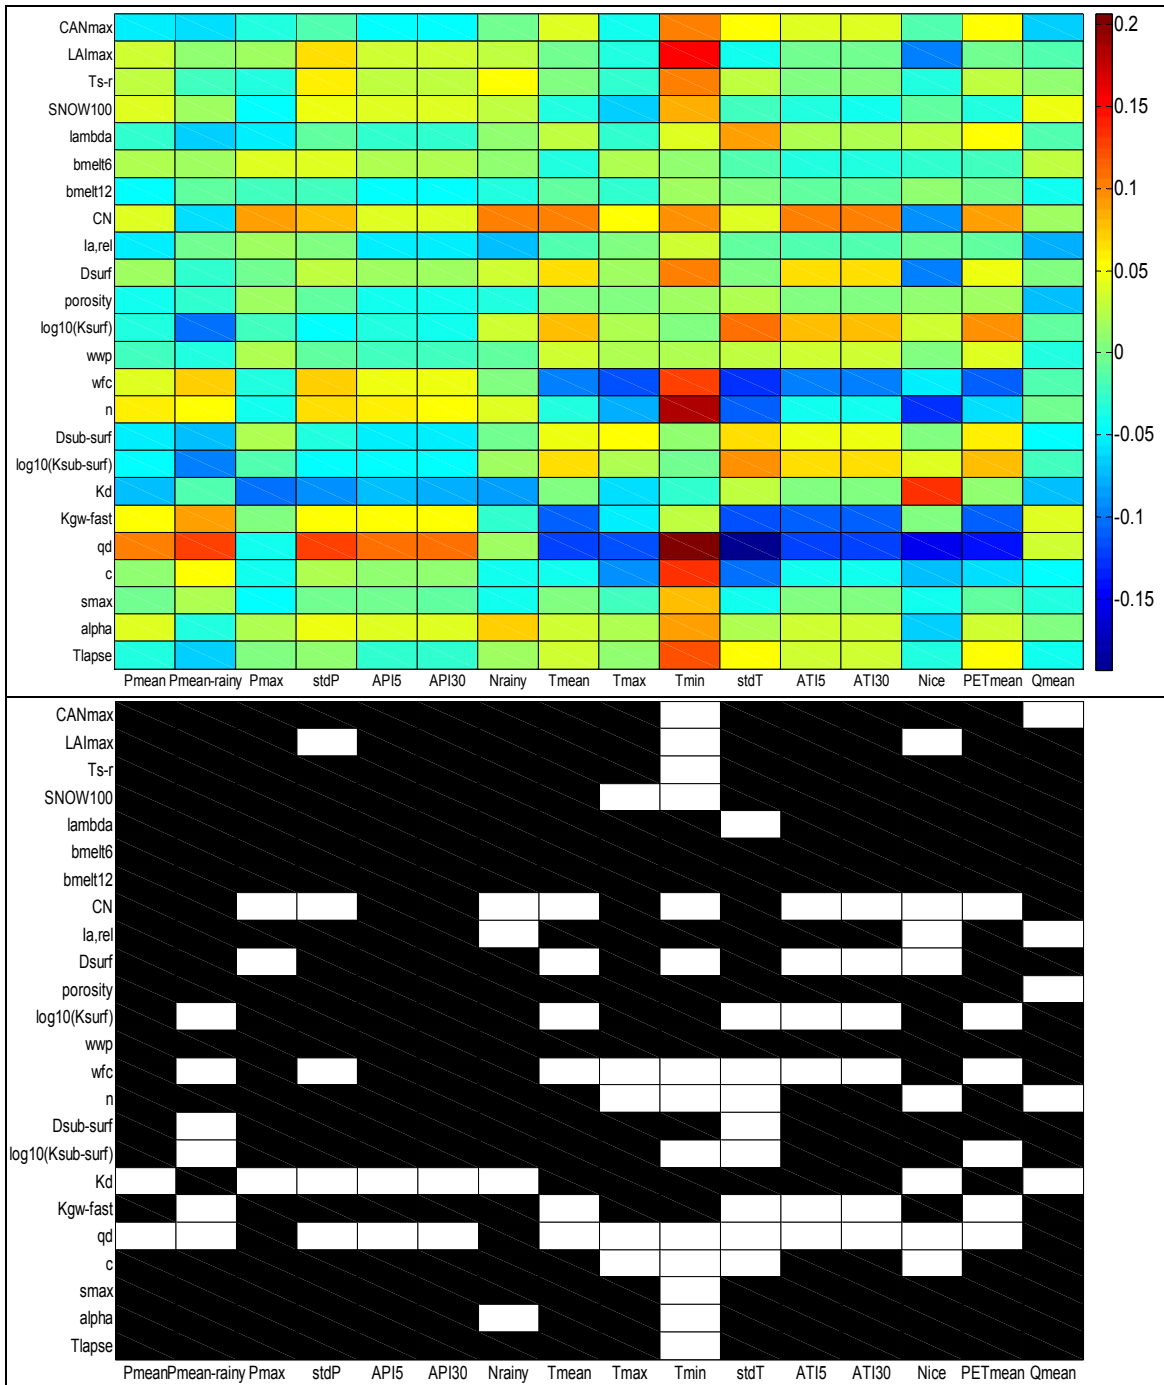 CANmax
LAImax
Ts-r
SNOW100
lambda
bmelt6
bmelt12
CN
Ia,rel
Dsurf
porosity
log10(Ksurf)
wwp
wfc
n
Dsub-surf
log10(Ksub-surf)
Kd
Kgw-fast
qd
c
smax
alpha
Tlapse
Pmean Pmean-rainy Pmax stdP API5 API30 Nrainy Tmean Tmax Tmin stdT ATI5 ATI30 Nice PETmean Qmean
0.2
0.15
0.1
0.05
0
-0.05
-0.1
-0.15
CANmax
LAImax
Ts-r
SNOW100
lambda
bmelt6
bmelt12
CN
Ia,rel
Dsurf
porosity
log10(Ksurf)
wwp
wfc
n
Dsub-surf
log10(Ksub-surf)
Kd
Kgw-fast
qd
c
smax
alpha
Tlapse
Pmean Pmean-rainy Pmax stdP API5 API30 Nrainy Tmean Tmax Tmin stdT ATI5 ATI30 Nice PETmean Qmean